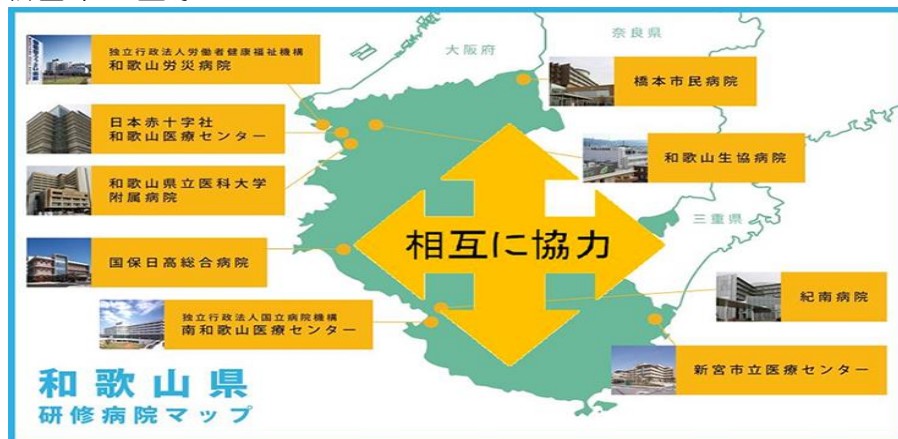 独立行政法人労働者健康福祉機構
和歌山労災病院
日本赤十字社
和歌山医療センター
和歌山県立医科大学
附属病院
国保日高総合病院
独立行政法人国立病院機構
南和歌山医療センター
大阪府
奈良県
橋本市民病院
和歌山生協病院
三重県
相互に協力
紀南病院
新宮市立医療センター
和歌山県
研修病院マップ